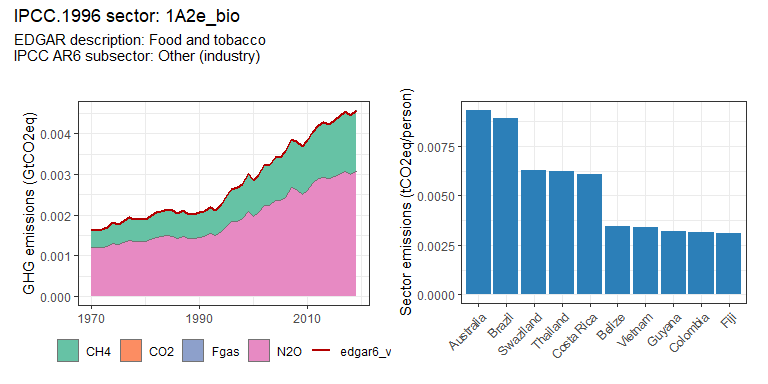 IPCC.1996 sector: 1A2e_bio
EDGAR description: Food and tobacco
IPCC AR6 subsector: Other (industry)
GHG emissions (GtCO2eq)
0.004
0.003
0.002
0.001
0.000
1970
1990
2010
CH4
CO2
Fgas
N2O
edgar6_v
Sector emissions (tCO2eq/person)
0.0075
0.0050
0.0025
0.0000
Australia
Brazil
Swaziland
Thailand
Costa Rica
Belize
Vietnam
Guyana
Colombia
Fiji